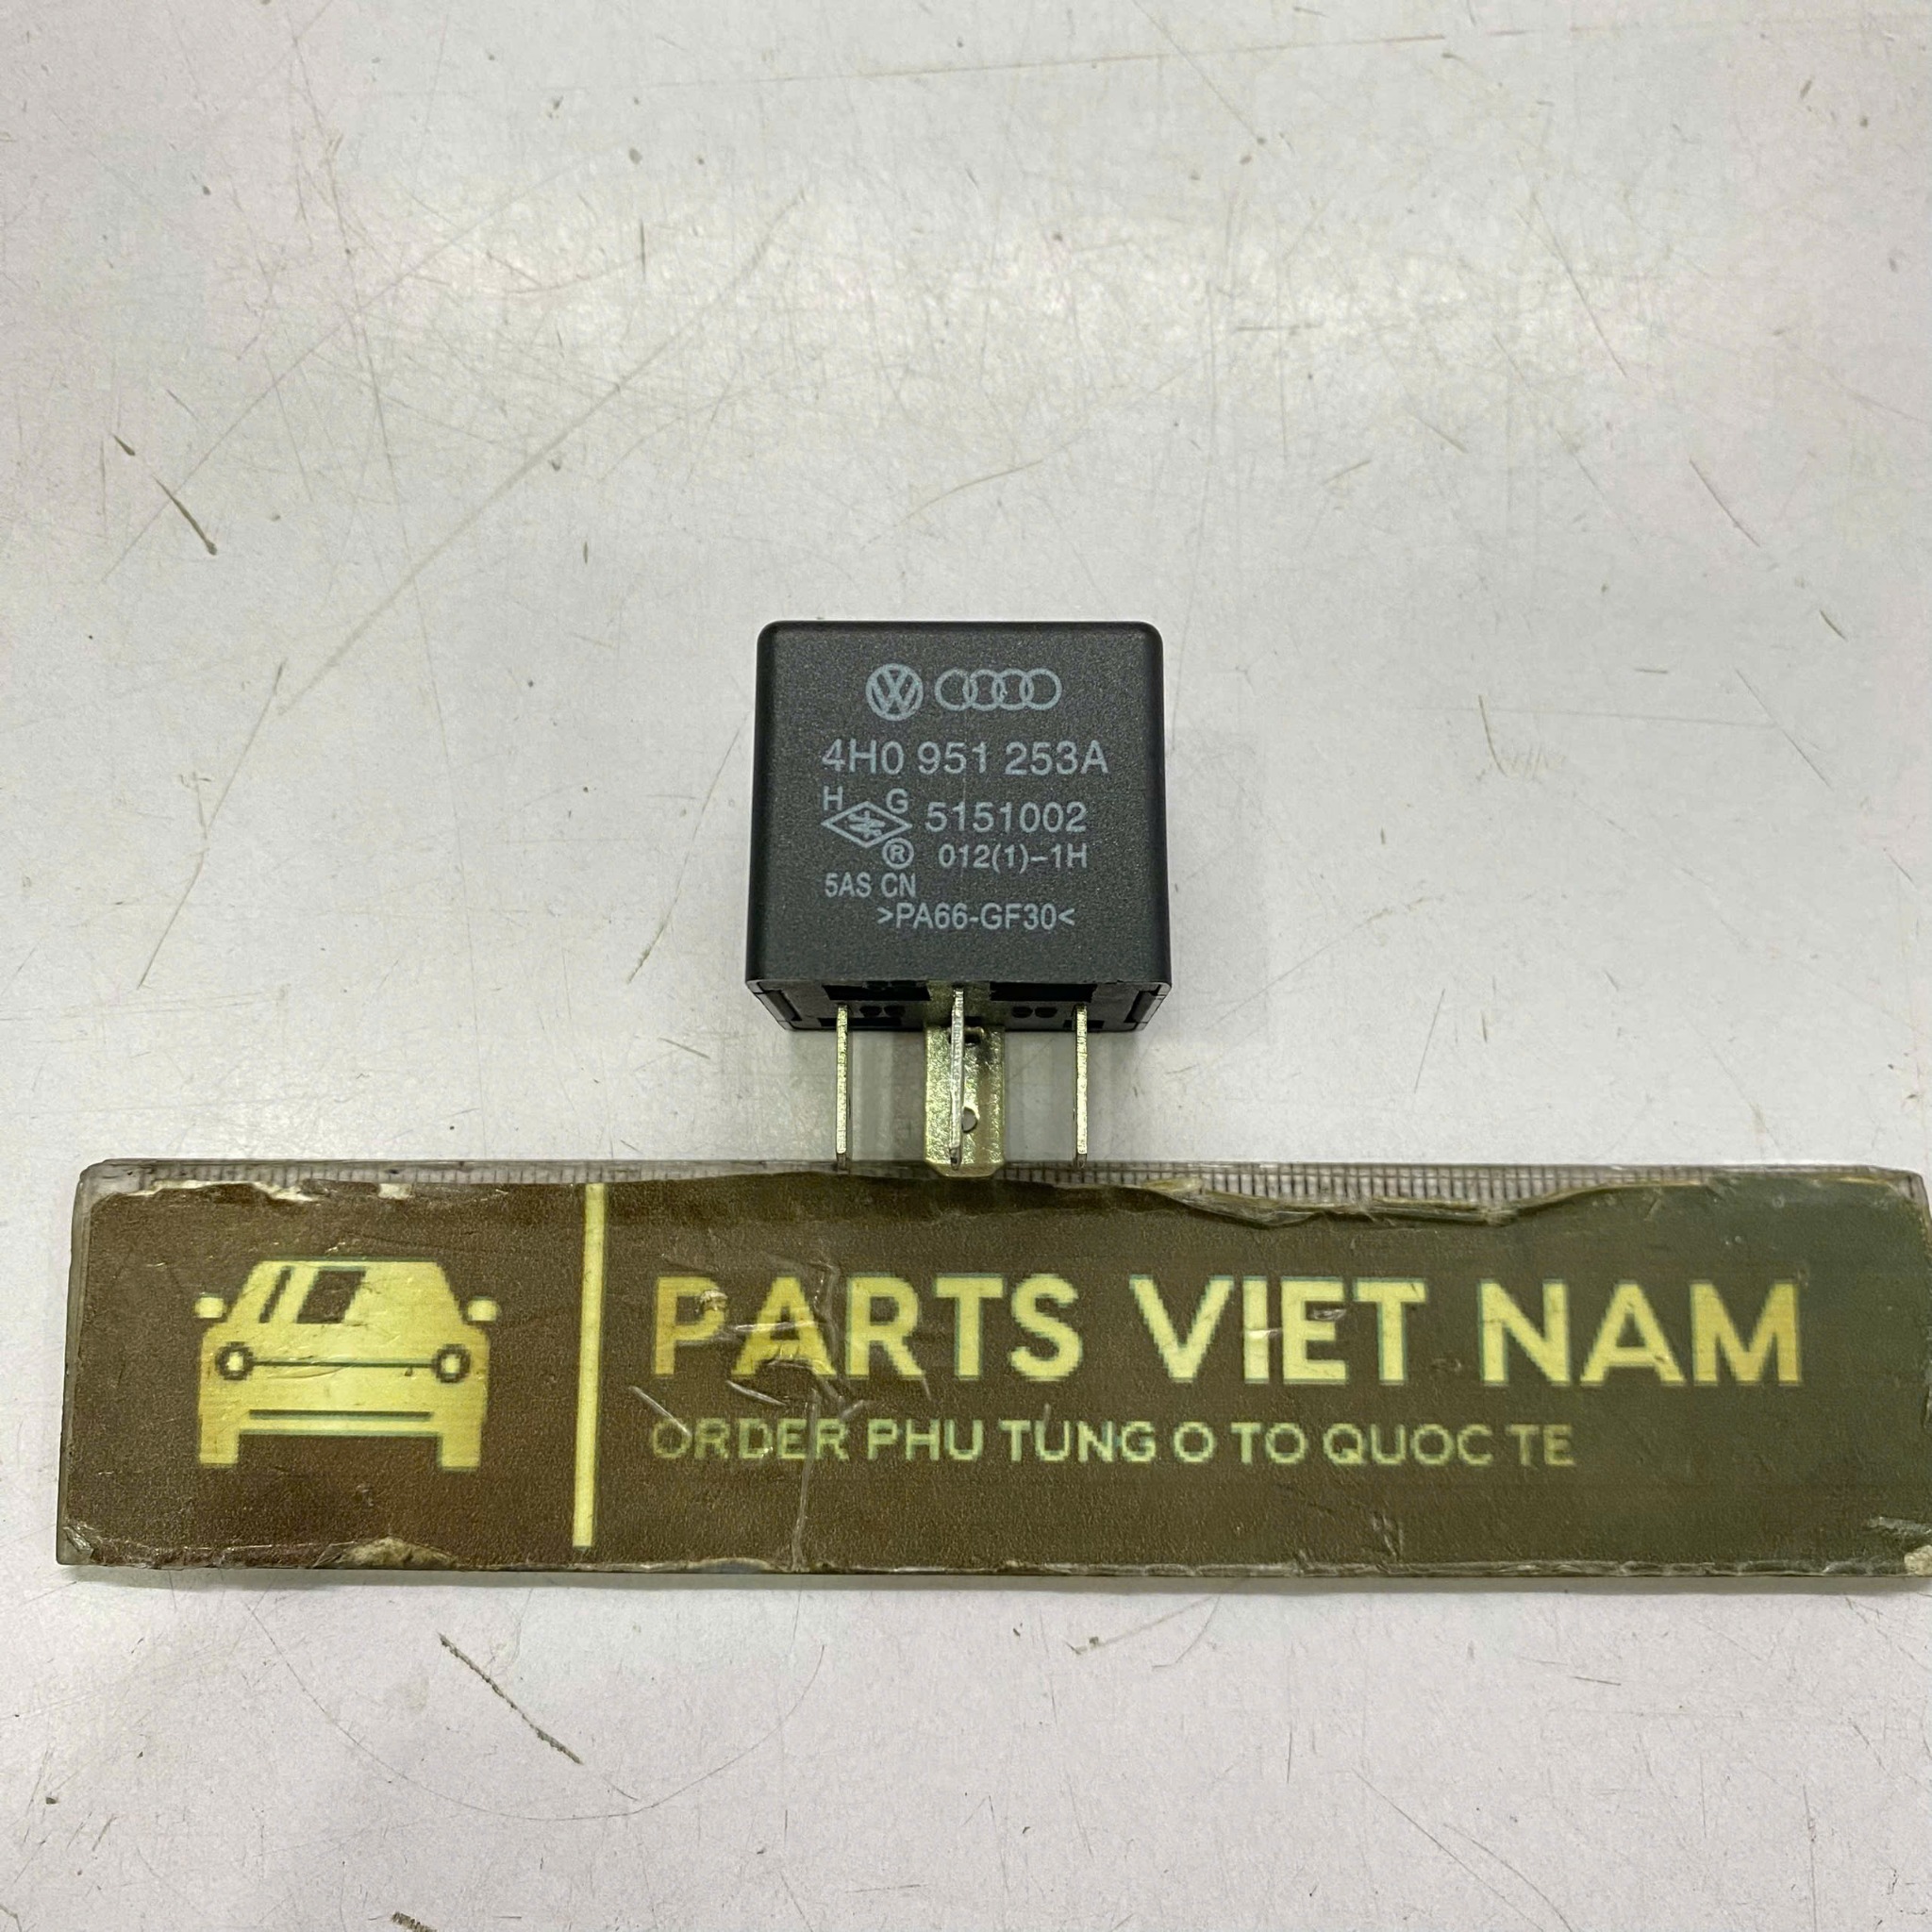 4H0 951 253A
H G 5151002
® 012(1)-1H
5AS CN
>PA66-GF30<
PARTS VIET NAM
ORDER PHU TÙNG O TO QUOC TE